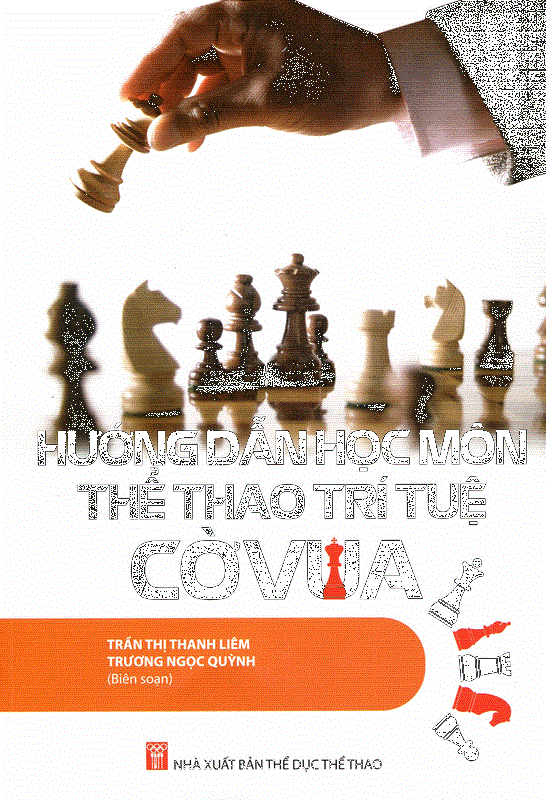 HƯỚNG DẪN HỌC MÔN
THỂ THAO TRÍ TUỆ
CỜ VUA
TRẦN THỊ THANH LIÊM
TRƯƠNG NGỌC QUỲNH
(Biên soạn)
NHÀ XUẤT BẢN THỂ DỤC THỂ THAO